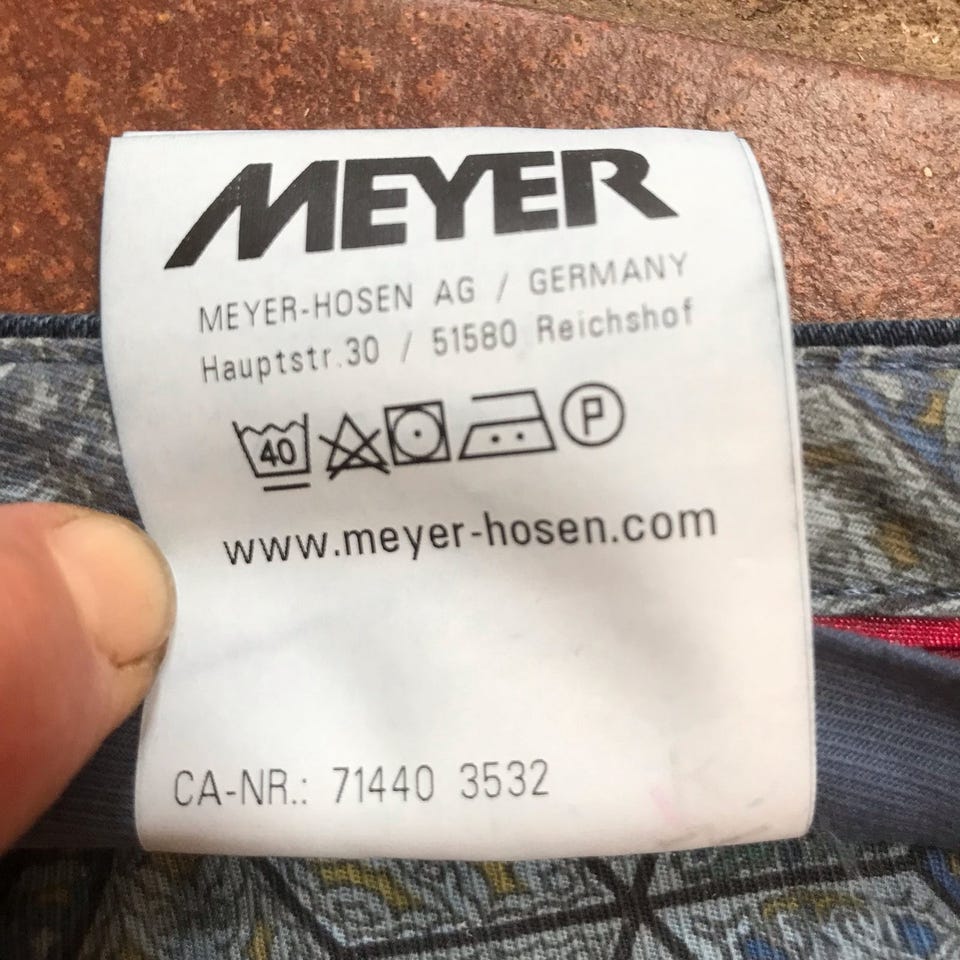 MEYER
MEYER-HOSEN AG / GERMANY
Hauptstr.30 / 51580 Reichshof
40 P
www.meyer-hosen.com
CA-NR.: 71440 3532